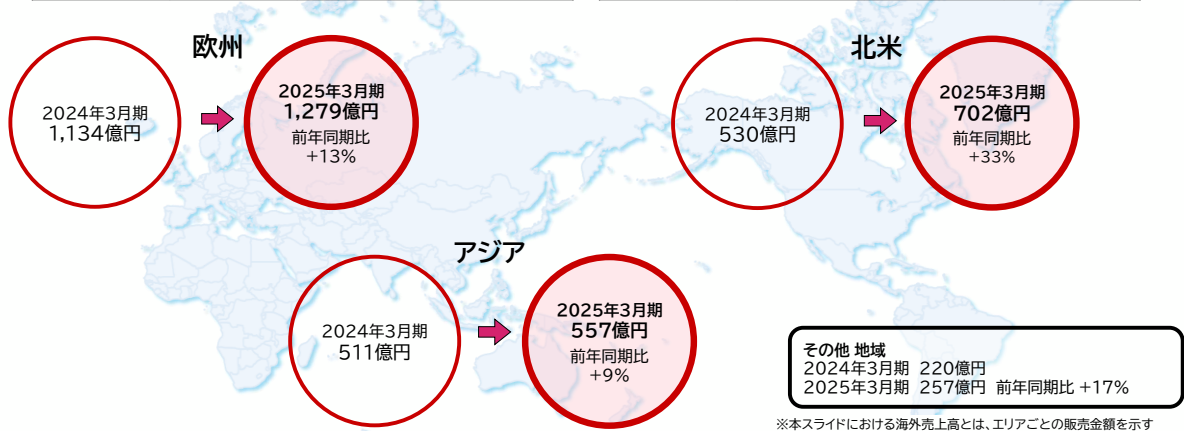 欧州
2024年3月期
1,134億円
2025年3月期
1,279億円
前年同期比
+13%
北米
2024年3月期
530億円
2025年3月期
702億円
前年同期比
+33%
アジア
2024年3月期
511億円
2025年3月期
557億円
前年同期比
+9%
その他 地域
2024年3月期 220億円
2025年3月期 257億円 前年同期比 +17%
※本スライドにおける海外売上高とは、エリアごとの販売金額を示す